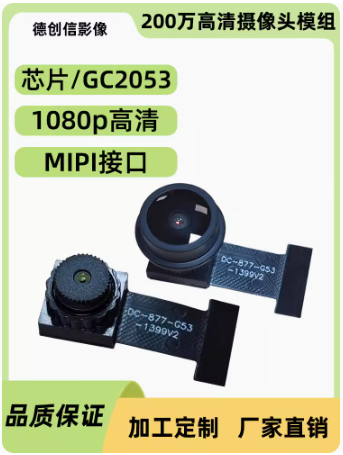 德创信影像
200万高清摄像头模组
芯片/GC2053
1080p高清
MIPI接口
DC-877-G53
-1399V2
DC-877-G53
-1399V2
品质保证
加工定制 厂家直销